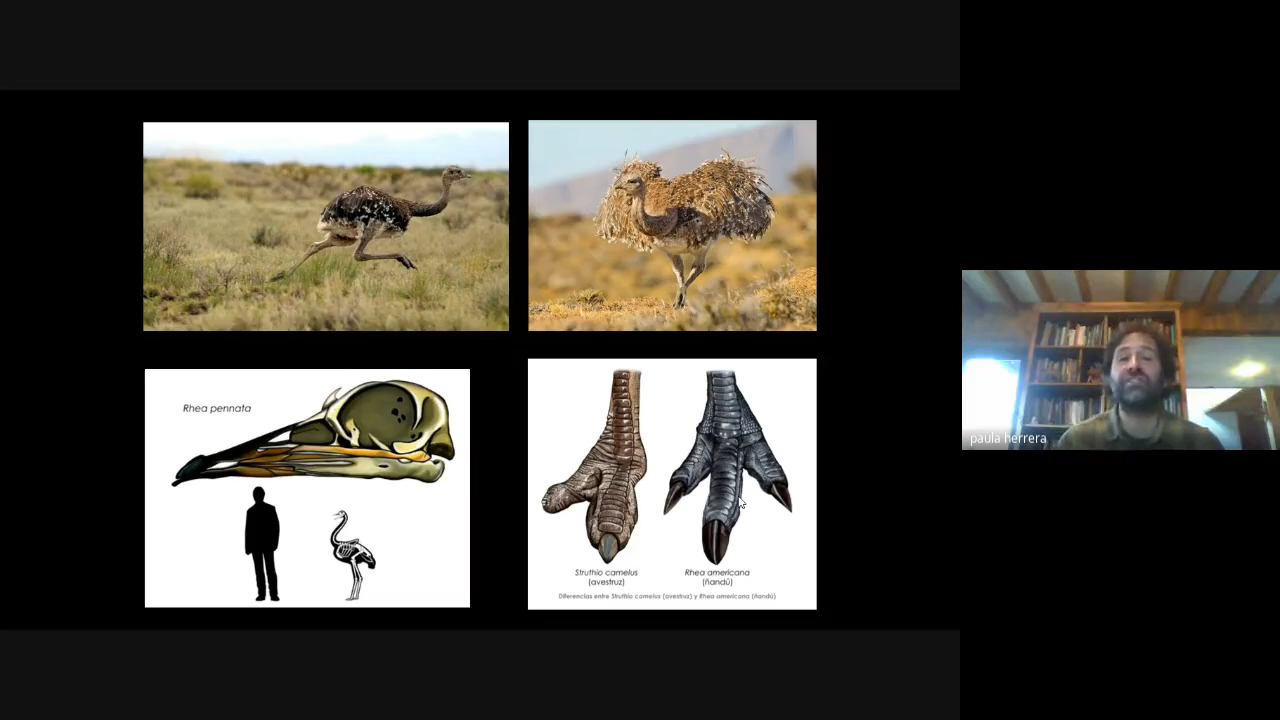 Rhea pennata
Struthio camelus
(avestruz)
Rhea americana
(ñandú)
Diferencias entre Struthio camelus (avestruz) y Rhea americana (ñandú)
paula herrera